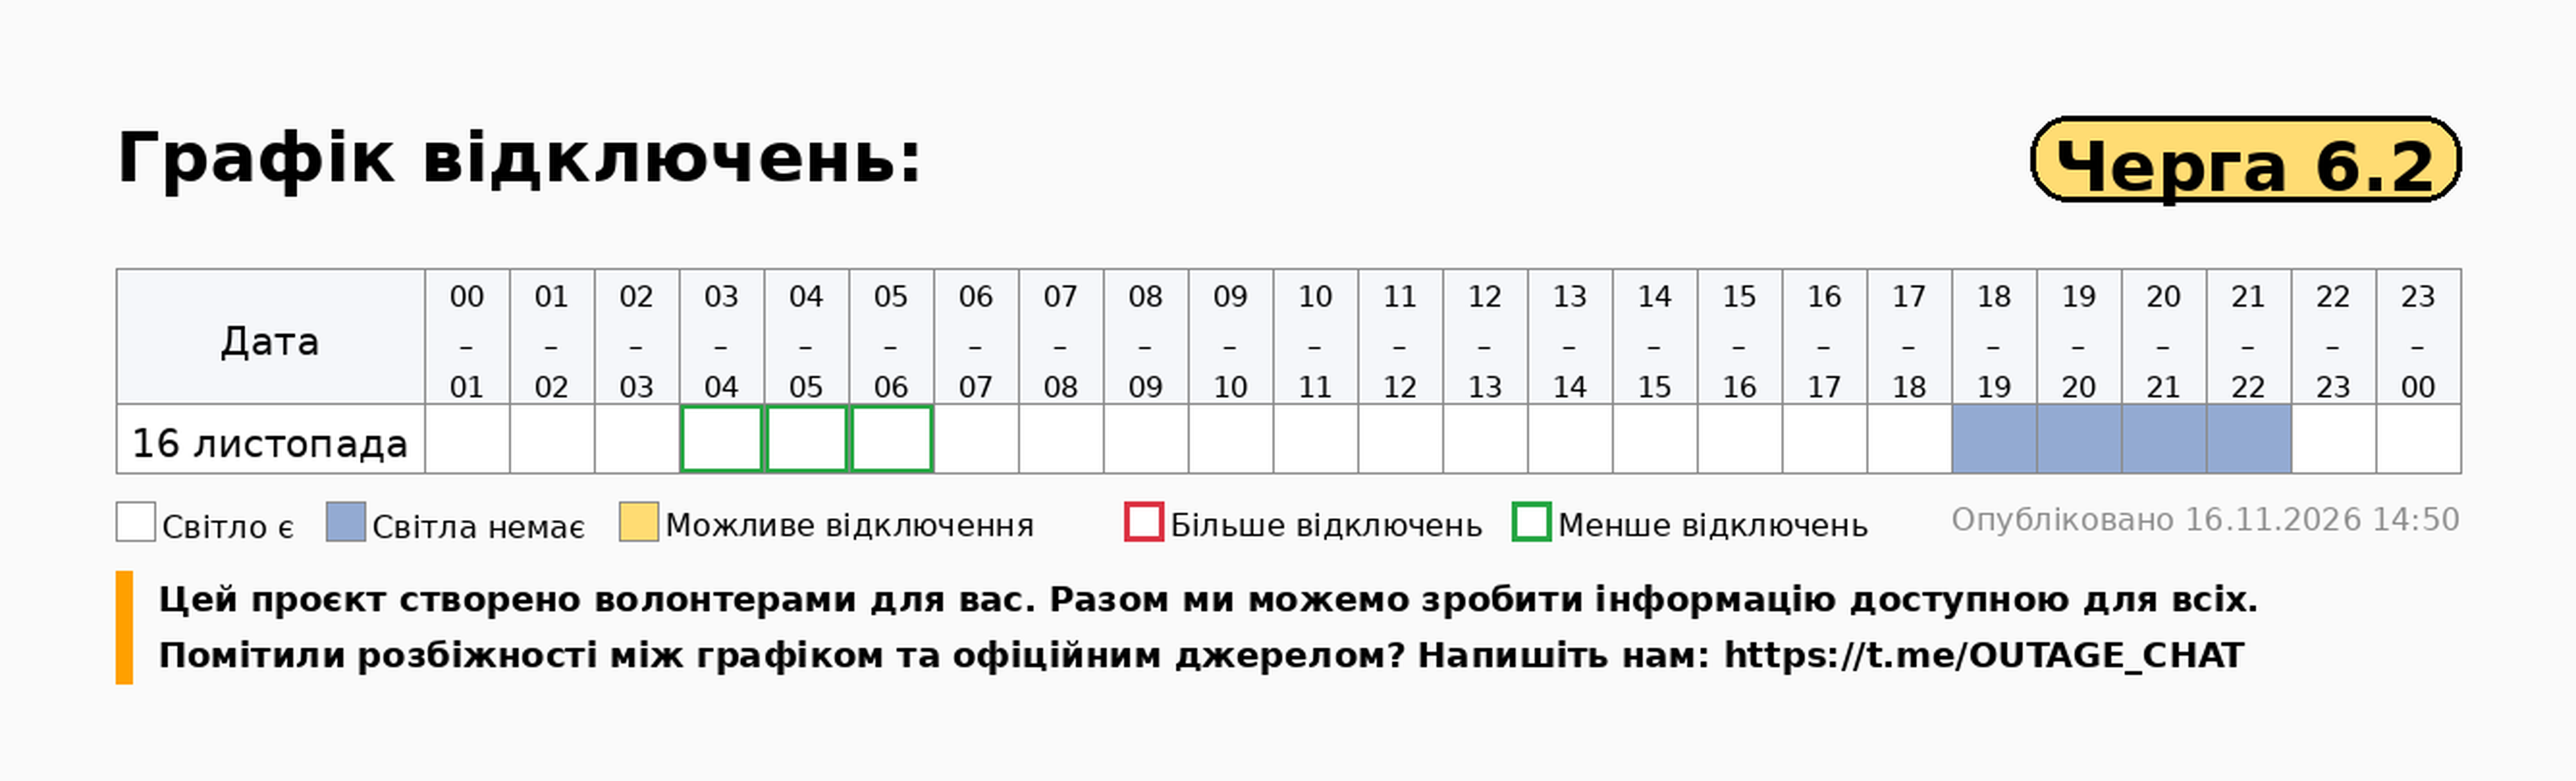 Графік відключень:
Черга 6.2
Дата
00 – 01
01 – 02
02 – 03
03 – 04
04 – 05
05 – 06
06 – 07
07 – 08
08 – 09
09 – 10
10 – 11
11 – 12
12 – 13
13 – 14
14 – 15
15 – 16
16 – 17
17 – 18
18 – 19
19 – 20
20 – 21
21 – 22
22 – 23
23 – 00
16 листопада
Світло є
Світла немає
Можливе відключення
Більше відключень
Менше відключень
Опубліковано 16.11.2026 14:50
Цей проєкт створено волонтерами для вас. Разом ми можемо зробити інформацію доступною для всіх.
Помітили розбіжності між графіком та офіційним джерелом? Напишіть нам: https://t.me/OUTAGE_CHAT